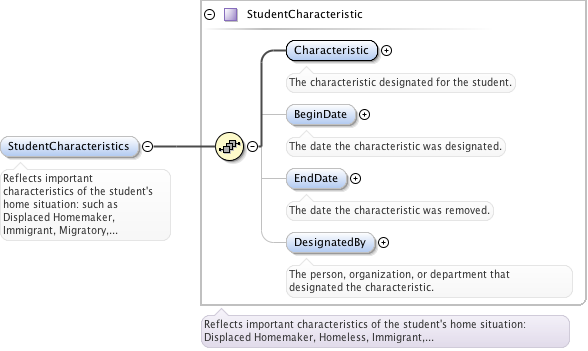 StudentCharacteristic
Characteristic
The characteristic designated for the student.
BeginDate
The date the characteristic was designated.
StudentCharacteristics
Reflects important
characteristics of the student's
home situation: such as
Displaced Homemaker,
Immigrant, Migratory,...
EndDate
The date the characteristic was removed.
DesignatedBy
The person, organization, or department that
designated the characteristic.
Reflects important characteristics of the student's home situation:
Displaced Homemaker, Homeless, Immigrant,...